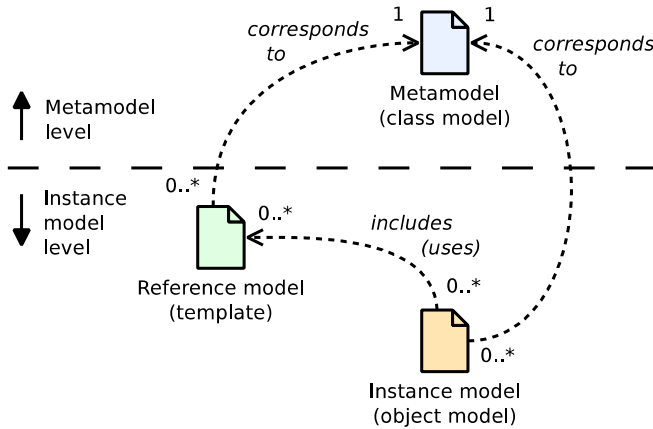 1
1
corresponds
to
corresponds
to
Metamodel
(class model)
Metamodel
level
Instance
model
level
0..*
0..*
includes
(uses)
Reference model
(template)
0..*
0..*
Instance model
(object model)